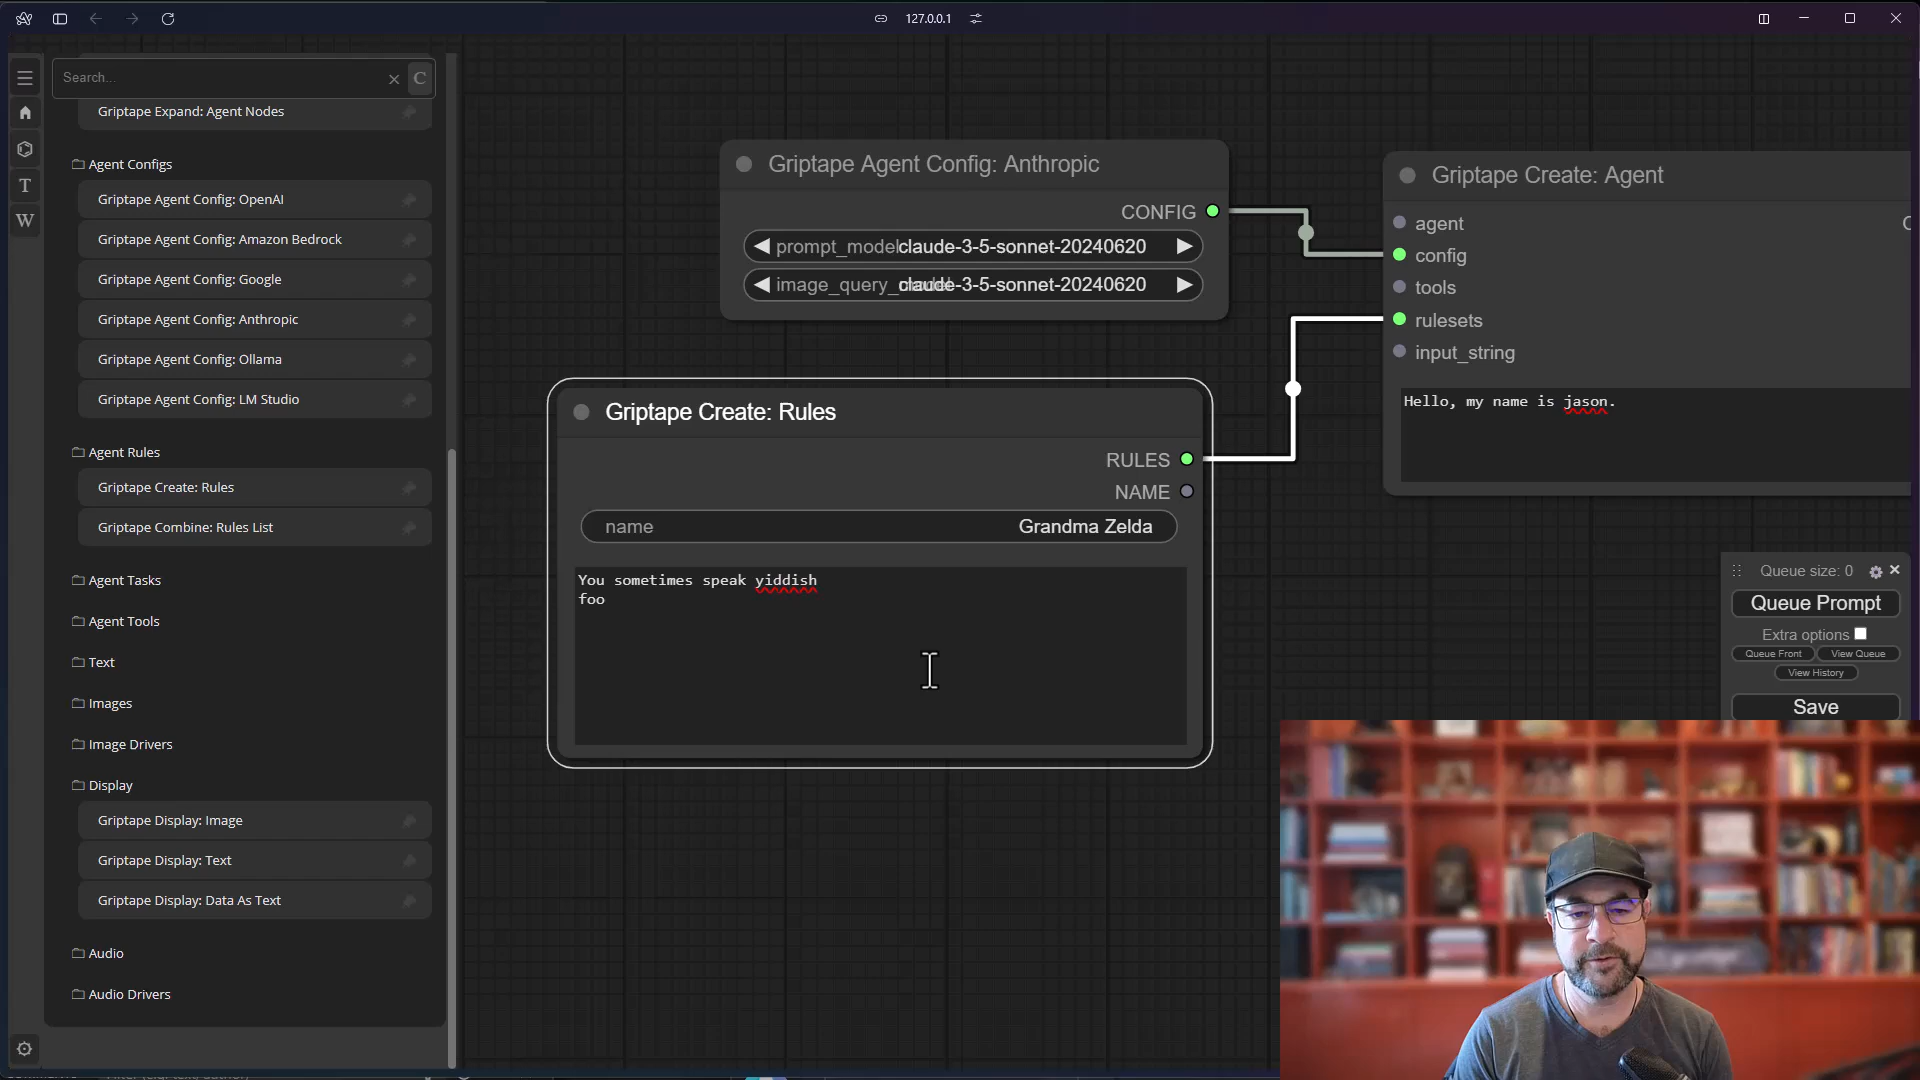 127.0.0.1
Search...
C
Griptape Expand: Agent Nodes
Agent Configs
Griptape Agent Config: OpenAI
Griptape Agent Config: Amazon Bedrock
Griptape Agent Config: Google
Griptape Agent Config: Anthropic
Griptape Agent Config: Ollama
Griptape Agent Config: LM Studio
Agent Rules
Griptape Create: Rules
Griptape Combine: Rules List
Agent Tasks
Agent Tools
Text
Images
Image Drivers
Display
Griptape Display: Image
Griptape Display: Text
Griptape Display: Data As Text
Audio
Audio Drivers
T
W
Griptape Agent Config: Anthropic
CONFIG
prompt_model claude-3-5-sonnet-20240620
image_query_ claude-3-5-sonnet-20240620
Griptape Create: Rules
RULES
NAME
name Grandma Zelda
You sometimes speak yiddish
foo
Griptape Create: Agent
agent
config
tools
rulesets
input_string
Hello, my name is jason.
Queue size: 0
Queue Prompt
Extra options
Queue Front View Queue
View History
Save